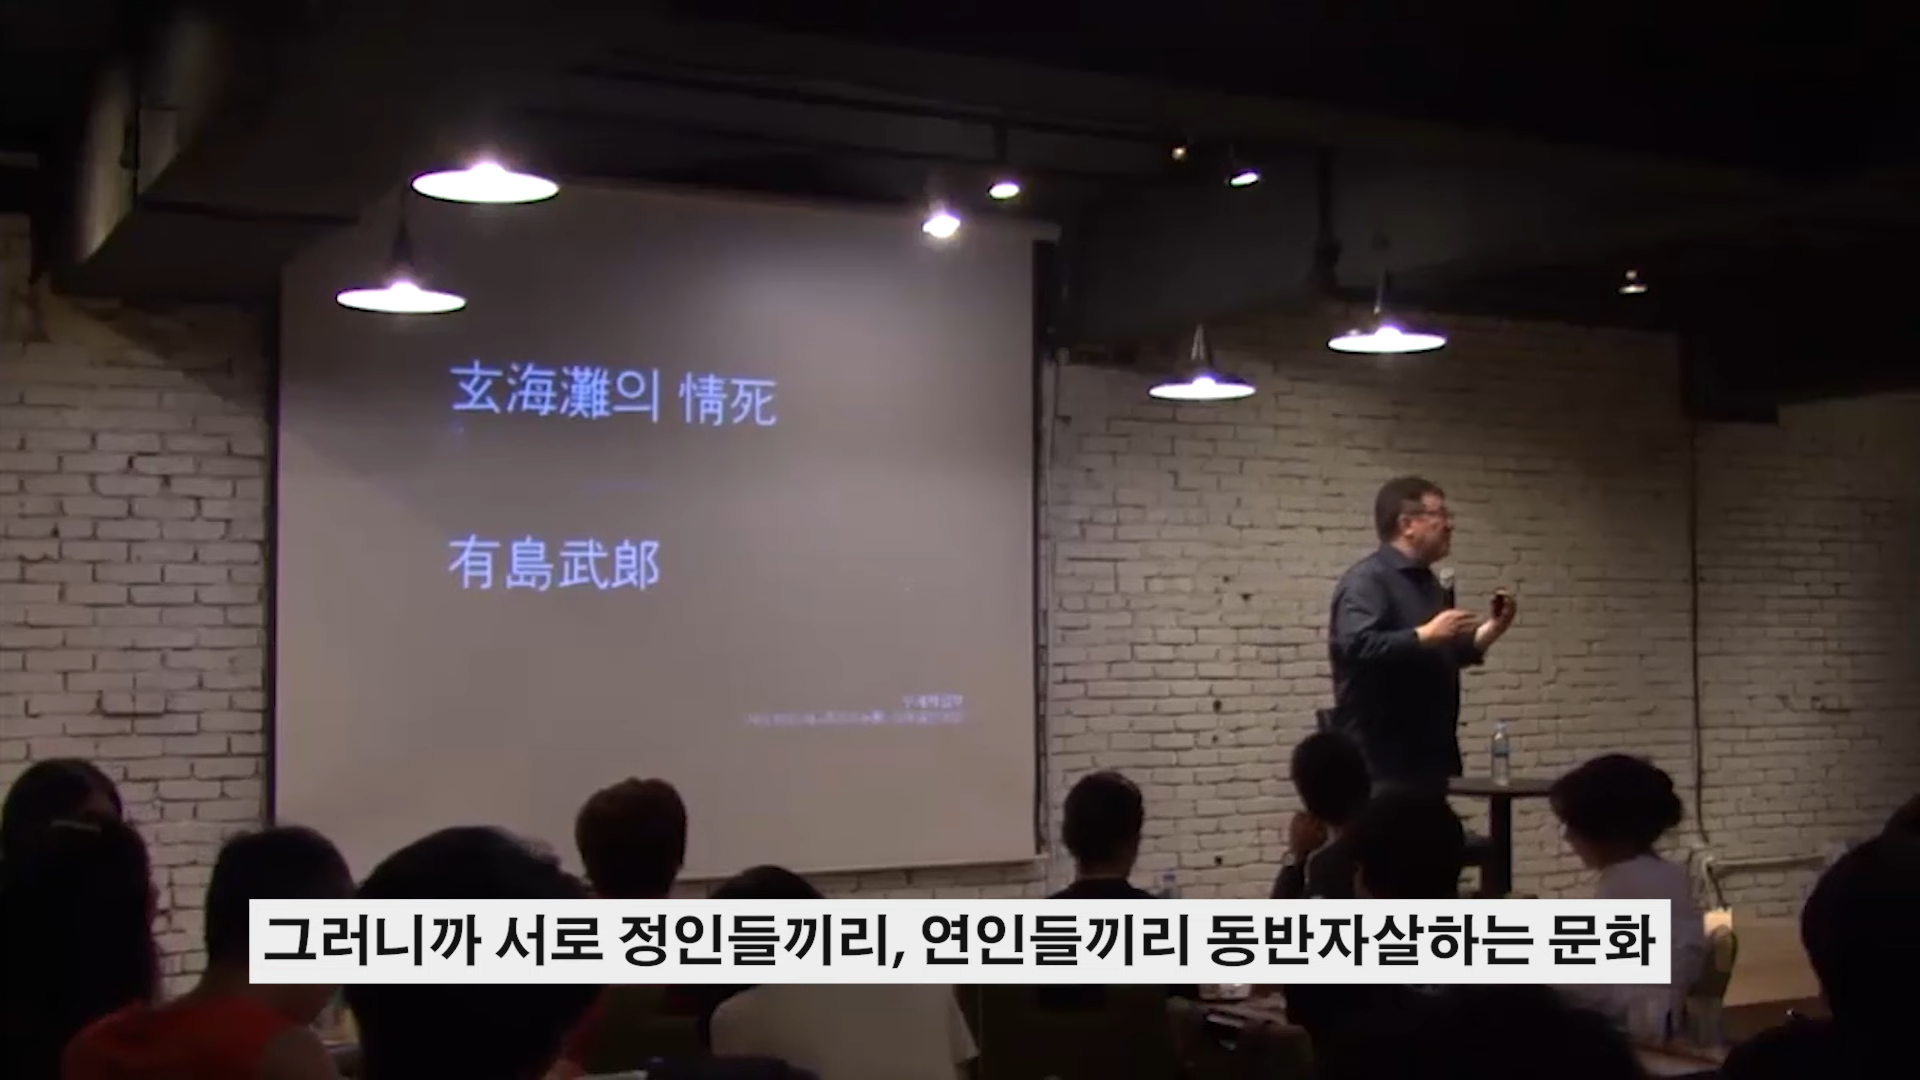 玄海灘의 情死
有島武郎
그러니까 서로 정인들끼리, 연인들끼리 동반자살하는 문화